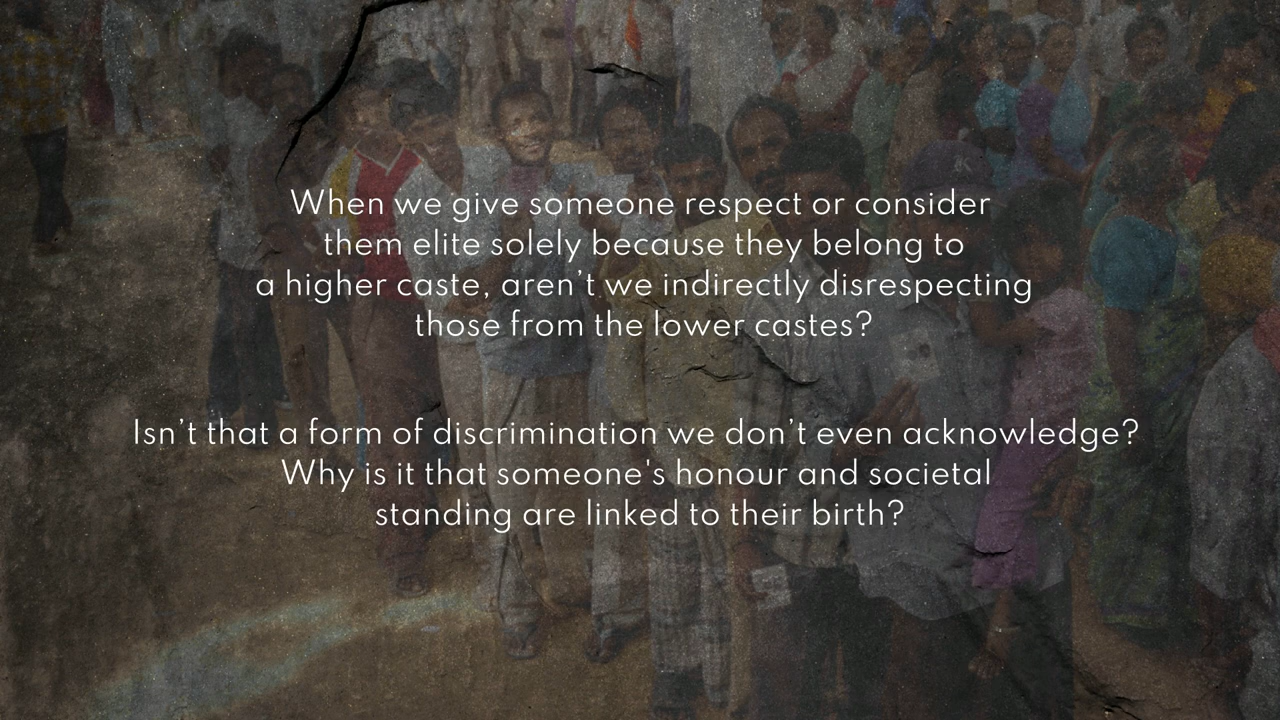 When we give someone respect or consider
them elite solely because they belong to
a higher caste, aren’t we indirectly disrespecting
those from the lower castes?
Isn’t that a form of discrimination we don’t even acknowledge?
Why is it that someone's honour and societal
standing are linked to their birth?